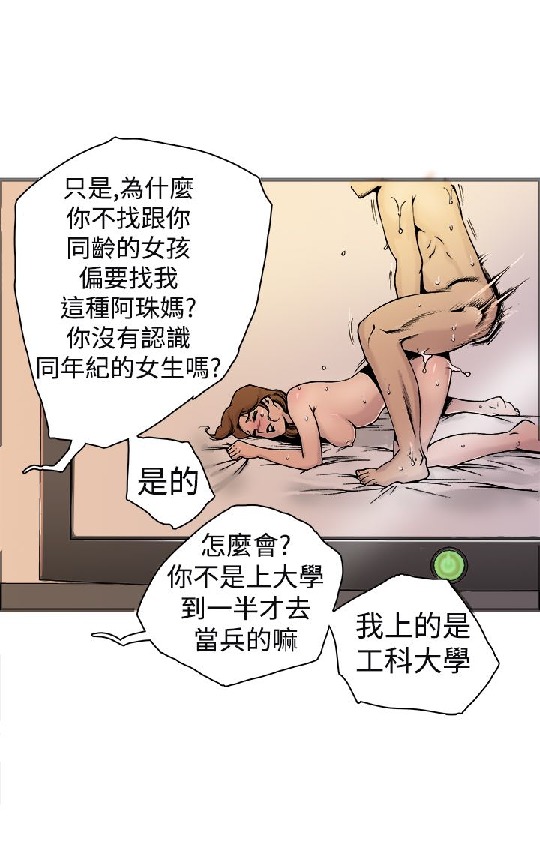 只是,為什麼
你不找跟你
同齡的女孩
偏要找我
這種阿珠媽?
你沒有認識
同年紀的女生嗎?
是的
怎麼會?
你不是上大學
到一半才去
當兵的嘛
我上的是
工科大學